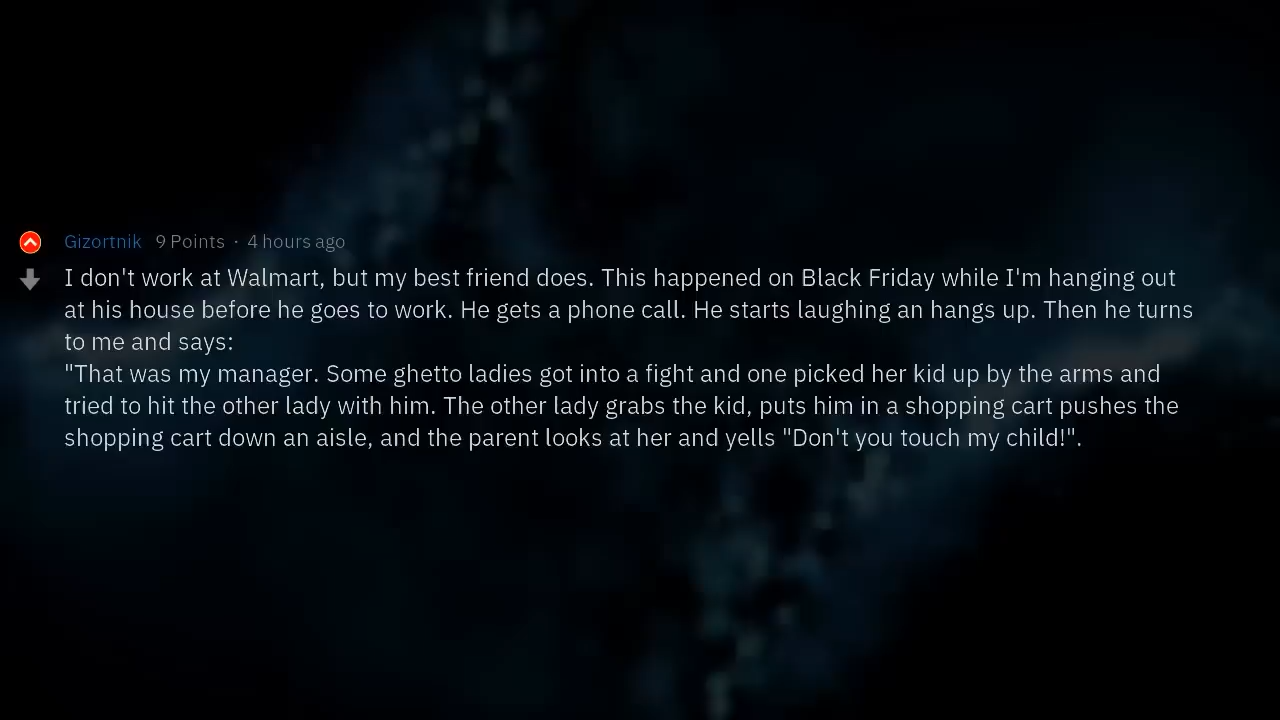 Gizortnik 9 Points · 4 hours ago
I don't work at Walmart, but my best friend does. This happened on Black Friday while I'm hanging out
at his house before he goes to work. He gets a phone call. He starts laughing an hangs up. Then he turns
to me and says:
"That was my manager. Some ghetto ladies got into a fight and one picked her kid up by the arms and
tried to hit the other lady with him. The other lady grabs the kid, puts him in a shopping cart pushes the
shopping cart down an aisle, and the parent looks at her and yells "Don't you touch my child!".